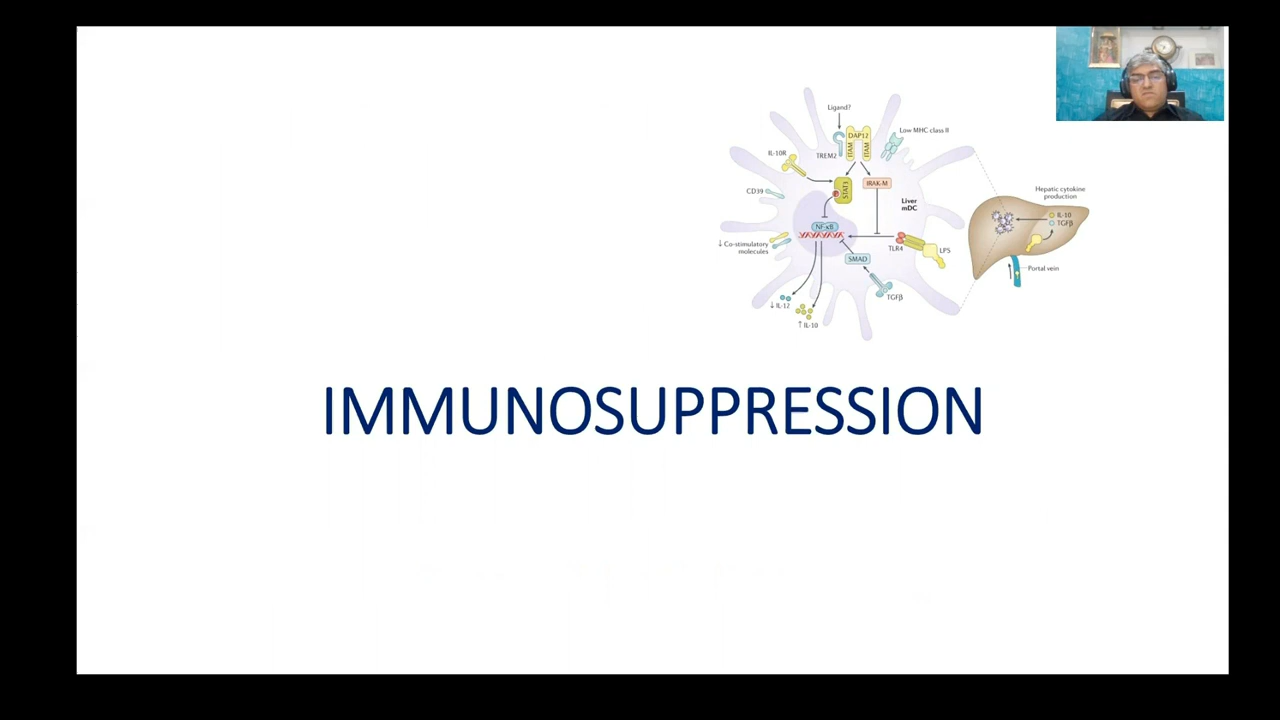 Ligand?
DAP12
ITAM
ITAM
Low MHC class II
TREM2
IL-10R
STAT3
IRAK-M
CD39
Liver
mDC
NF-κB
↓ Co-stimulatory
molecules
TLR4
LPS
SMAD
TGFβ
↓ IL-12
↑ IL-10
Hepatic cytokine
production
IL-10
TGFβ
Portal vein
IMMUNOSUPPRESSION